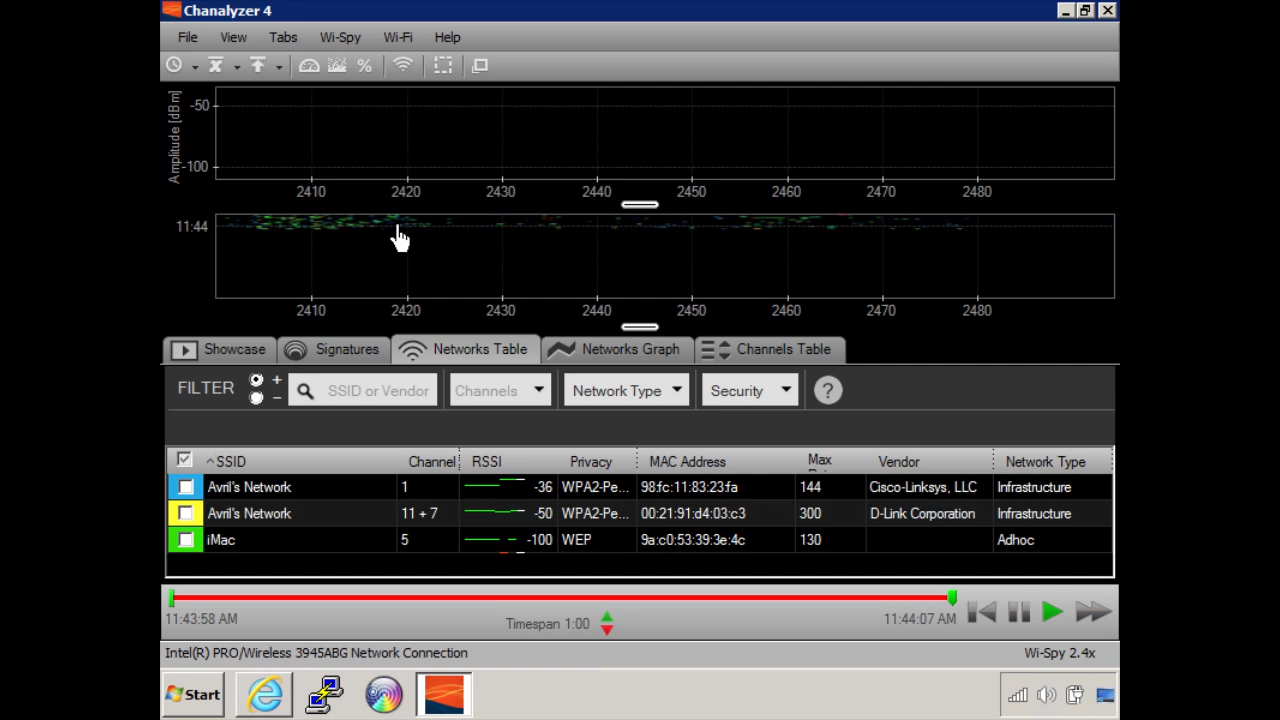 Chanalyzer 4
File View Tabs Wi-Spy Wi-Fi Help
Amplitude [dBm]
-50
-100
2410 2420 2430 2440 2450 2460 2470 2480
11:44
2410 2420 2430 2440 2450 2460 2470 2480
Showcase Signatures Networks Table Networks Graph Channels Table
FILTER + − SSID or Vendor Channels Network Type Security ?
SSID Channel RSSI Privacy MAC Address Max Vendor Network Type
Avril's Network 1 -36 WPA2-Pe... 98:fc:11:83:23:fa 144 Cisco-Linksys, LLC Infrastructure
Avril's Network 11 + 7 -50 WPA2-Pe... 00:21:91:d4:03:c3 300 D-Link Corporation Infrastructure
iMac 5 -100 WEP 9a:c0:53:39:3e:4c 130 Adhoc
11:43:58 AM Timespan 1:00 11:44:07 AM
Intel(R) PRO/Wireless 3945ABG Network Connection Wi-Spy 2.4x
Start